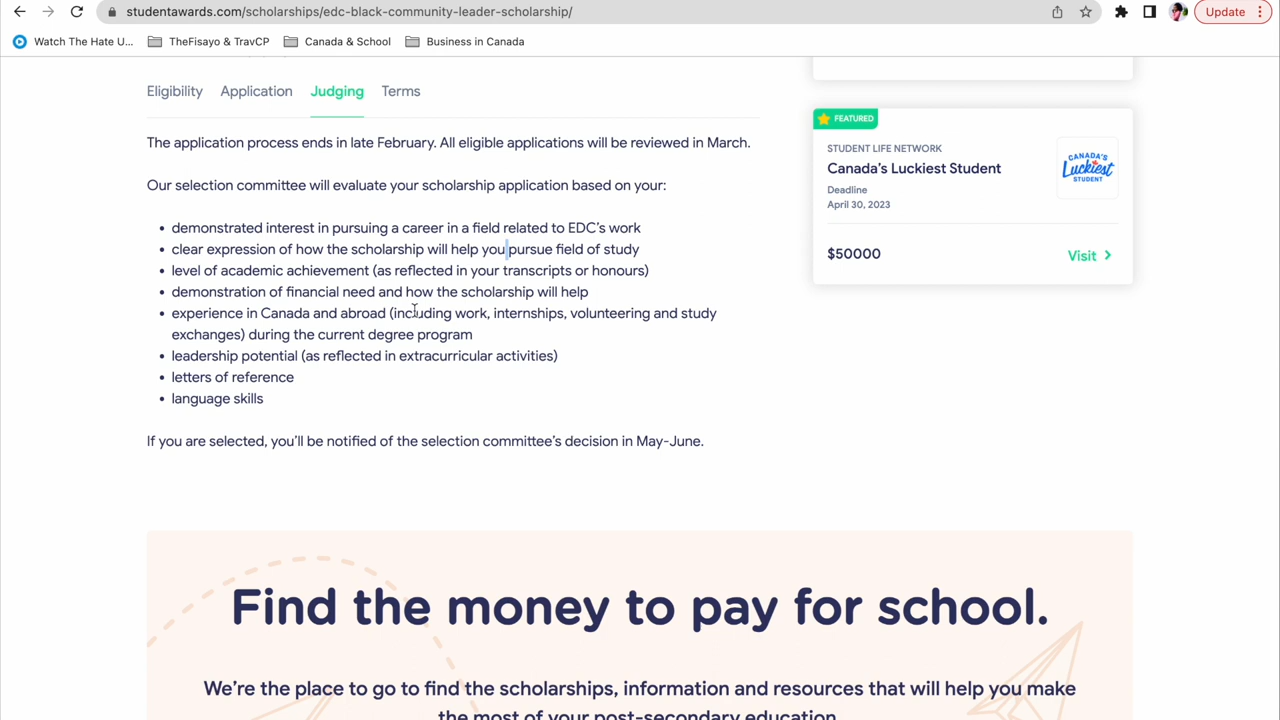 studentawards.com/scholarships/edc-black-community-leader-scholarship/
Update
Watch The Hate U...
TheFisayo & TravCP
Canada & School
Business in Canada
Eligibility
Application
Judging
Terms
The application process ends in late February. All eligible applications will be reviewed in March.
Our selection committee will evaluate your scholarship application based on your:
• demonstrated interest in pursuing a career in a field related to EDC's work
• clear expression of how the scholarship will help you pursue field of study
• level of academic achievement (as reflected in your transcripts or honours)
• demonstration of financial need and how the scholarship will help
• experience in Canada and abroad (including work, internships, volunteering and study
exchanges) during the current degree program
• leadership potential (as reflected in extracurricular activities)
• letters of reference
• language skills
If you are selected, you'll be notified of the selection committee's decision in May-June.
FEATURED
STUDENT LIFE NETWORK
Canada's Luckiest Student
Deadline
April 30, 2023
CANADA'S
Luckiest
STUDENT
$50000
Visit
Find the money to pay for school.
We're the place to go to find the scholarships, information and resources that will help you make
the most of your post-secondary education.